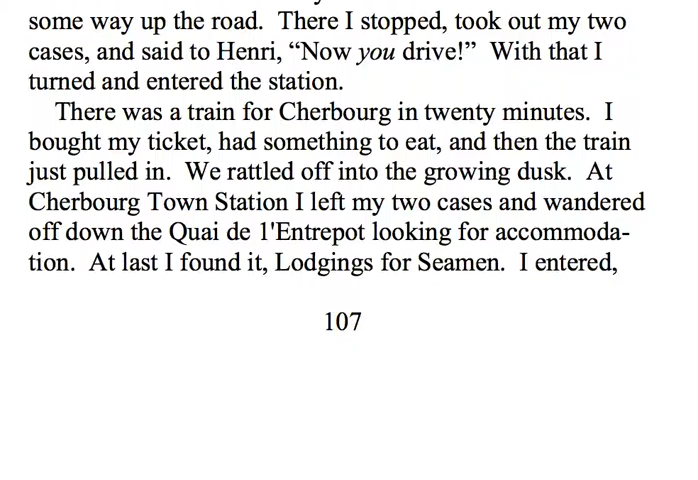 some way up the road.  There I stopped, took out my two
cases, and said to Henri, “Now you drive!”  With that I
turned and entered the station.
There was a train for Cherbourg in twenty minutes.  I
bought my ticket, had something to eat, and then the train
just pulled in.  We rattled off into the growing dusk.  At
Cherbourg Town Station I left my two cases and wandered
off down the Quai de l'Entrepot looking for accommoda-
tion.  At last I found it, Lodgings for Seamen.  I entered,
107